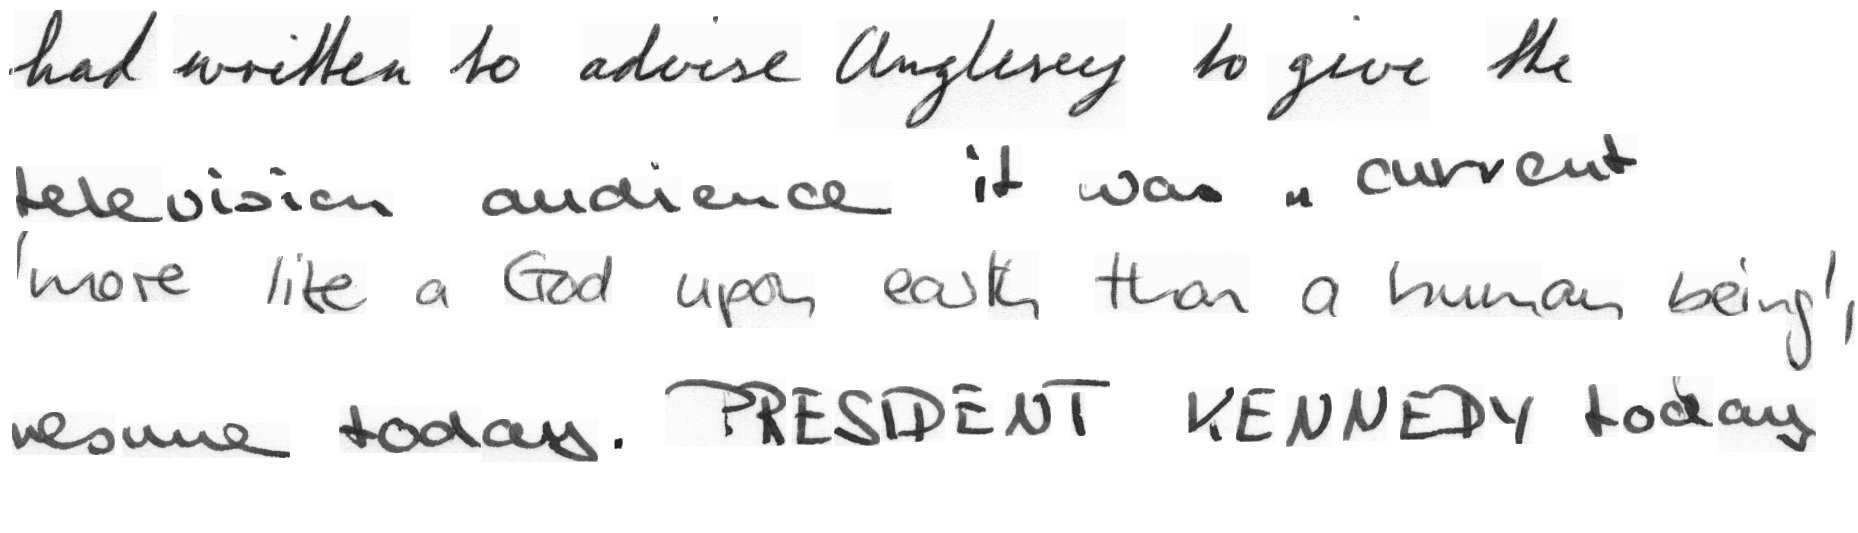 had written to advise Anglesey to give the
television audience it was " current
'more like a God upon earth than a human being',
resume today. PRESIDENT KENNEDY today